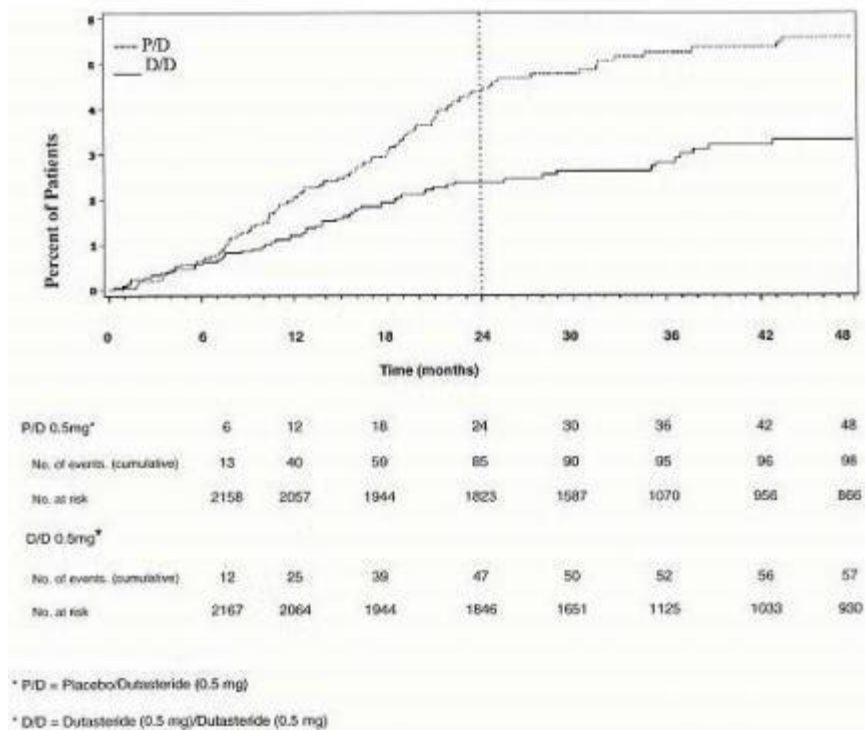 6
P/D
D/D
5
4
3
2
1
0
Percent of Patients
0 6 12 18 24 30 36 42 48
Time (months)
P/D 0.5mg* 6 12 18 24 30 36 42 48
No. of events. (cumulative) 13 40 59 85 90 95 96 98
No. at risk 2158 2057 1944 1823 1587 1070 956 866
D/D 0.5mg*
No. of events. (cumulative) 12 25 39 47 50 52 56 57
No. at risk 2167 2064 1944 1846 1651 1125 1033 930
* P/D = Placebo/Dutasteride (0.5 mg)
* D/D = Dutasteride (0.5 mg)/Dutasteride (0.5 mg)